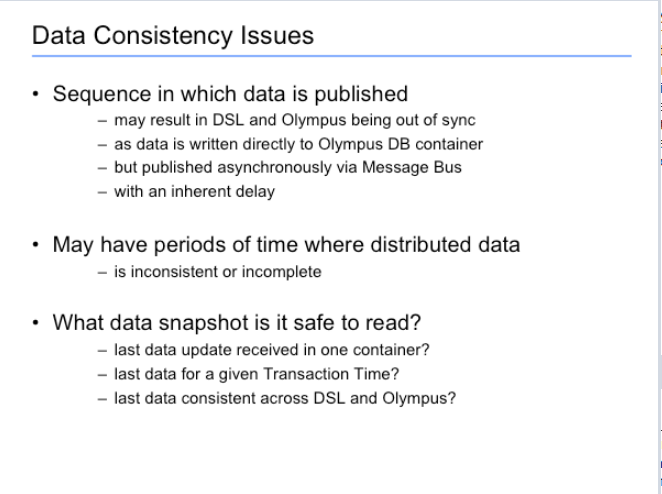 Data Consistency Issues
• Sequence in which data is published
– may result in DSL and Olympus being out of sync
– as data is written directly to Olympus DB container
– but published asynchronously via Message Bus
– with an inherent delay
• May have periods of time where distributed data
– is inconsistent or incomplete
• What data snapshot is it safe to read?
– last data update received in one container?
– last data for a given Transaction Time?
– last data consistent across DSL and Olympus?